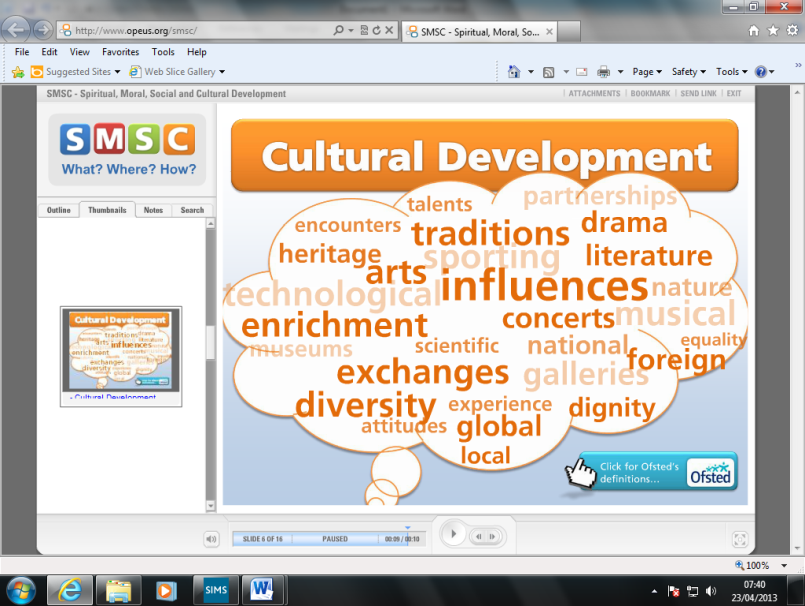 http://www.opeus.org/smsc/
SMSC - Spiritual, Moral, So...
File Edit View Favorites Tools Help
Suggested Sites Web Slice Gallery
Page Safety Tools
SMSC - Spiritual, Moral, Social and Cultural Development
ATTACHMENTS | BOOKMARK | SEND LINK | EXIT
SMSC
What? Where? How?
Outline Thumbnails Notes Search
Cultural Development
- Cultural Development
Cultural Development
talents partnerships
encounters traditions drama
heritage sporting literature
arts influences nature
technological
enrichment concerts musical
museums scientific national equality
exchanges galleries foreign
diversity experience dignity
attitudes global
local
Click for Ofsted's
definitions...
Ofsted
SLIDE 6 OF 16 PAUSED 00:09 / 00:10
100%
SIMS
07:40
23/04/2013